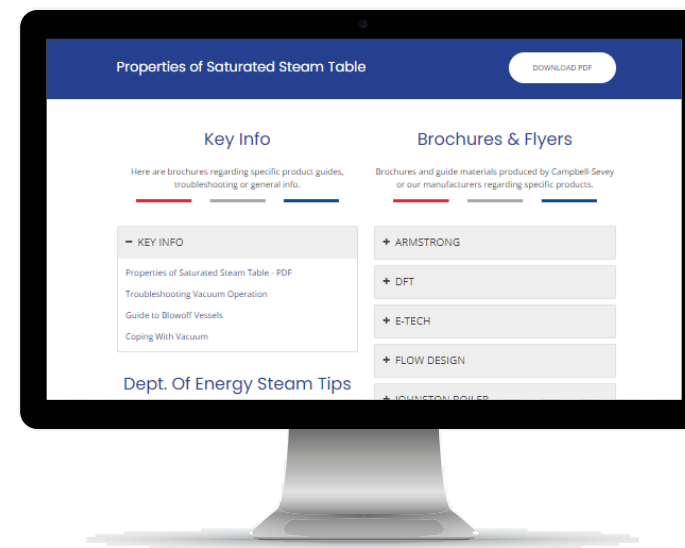 Properties of Saturated Steam Table
DOWNLOAD PDF
Key Info
Here are brochures regarding specific product guides,
troubleshooting or general info.
KEY INFO
Properties of Saturated Steam Table - PDF
Troubleshooting Vacuum Operation
Guide to Blowoff Vessels
Coping With Vacuum
Dept. Of Energy Steam Tips
Brochures & Flyers
Brochures and guide materials produced by Campbell-Sevey
or our manufacturers regarding specific products.
+ ARMSTRONG
+ DFT
+ E-TECH
+ FLOW DESIGN
+ JOHNSTON BOILER